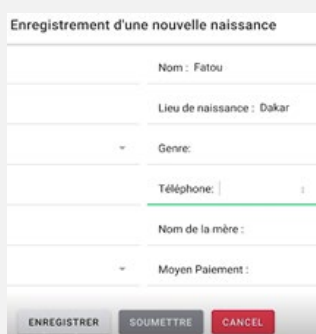 Enregistrement d'une nouvelle naissance
Nom : Fatou
Lieu de naissance : Dakar
Genre:
Téléphone:
Nom de la mère :
Moyen Paiement :
ENREGISTRER SOUMETTRE CANCEL